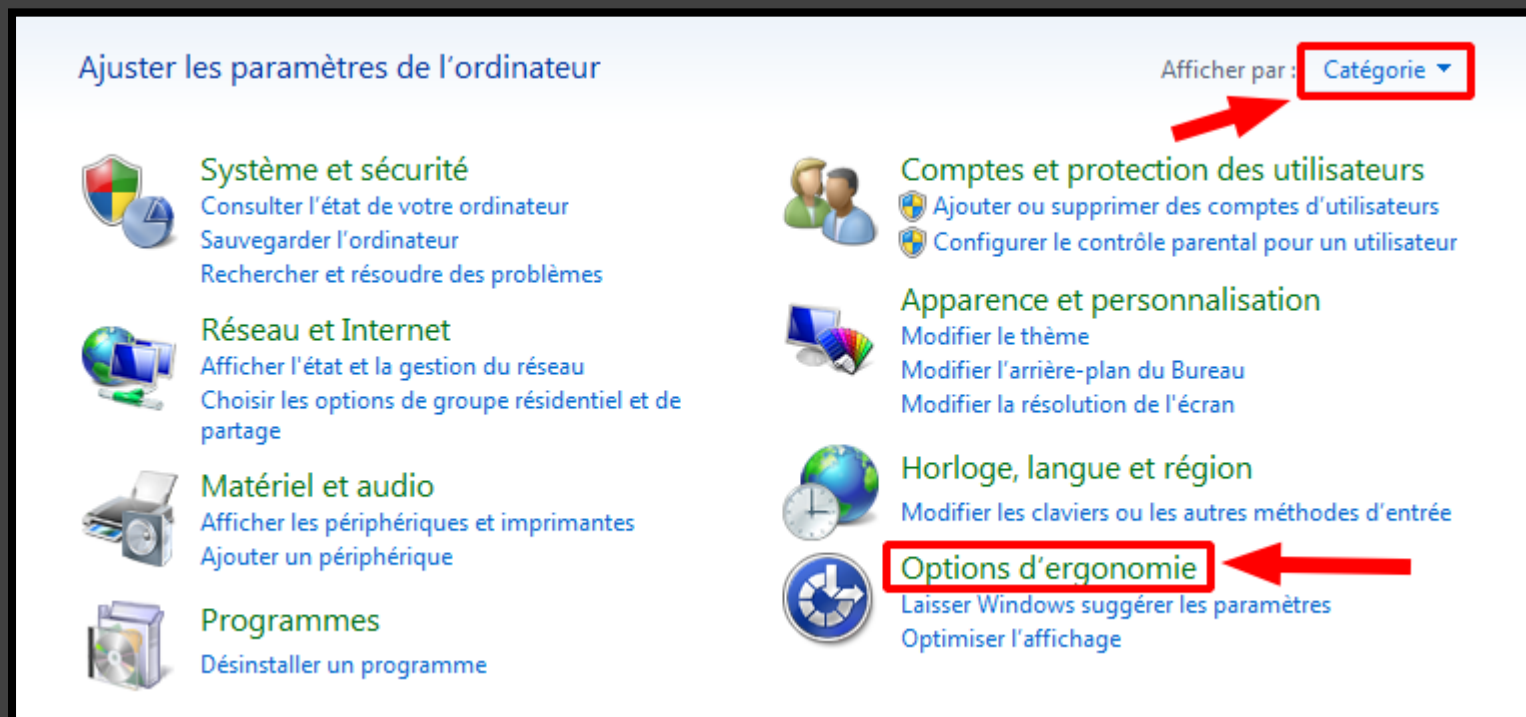 Ajuster les paramètres de l'ordinateur
Afficher par : Catégorie
Système et sécurité
Consulter l'état de votre ordinateur
Sauvegarder l'ordinateur
Rechercher et résoudre des problèmes
Réseau et Internet
Afficher l'état et la gestion du réseau
Choisir les options de groupe résidentiel et de
partage
Matériel et audio
Afficher les périphériques et imprimantes
Ajouter un périphérique
Programmes
Désinstaller un programme
Comptes et protection des utilisateurs
Ajouter ou supprimer des comptes d'utilisateurs
Configurer le contrôle parental pour un utilisateur
Apparence et personnalisation
Modifier le thème
Modifier l'arrière-plan du Bureau
Modifier la résolution de l'écran
Horloge, langue et région
Modifier les claviers ou les autres méthodes d'entrée
Options d'ergonomie
Laisser Windows suggérer les paramètres
Optimiser l'affichage